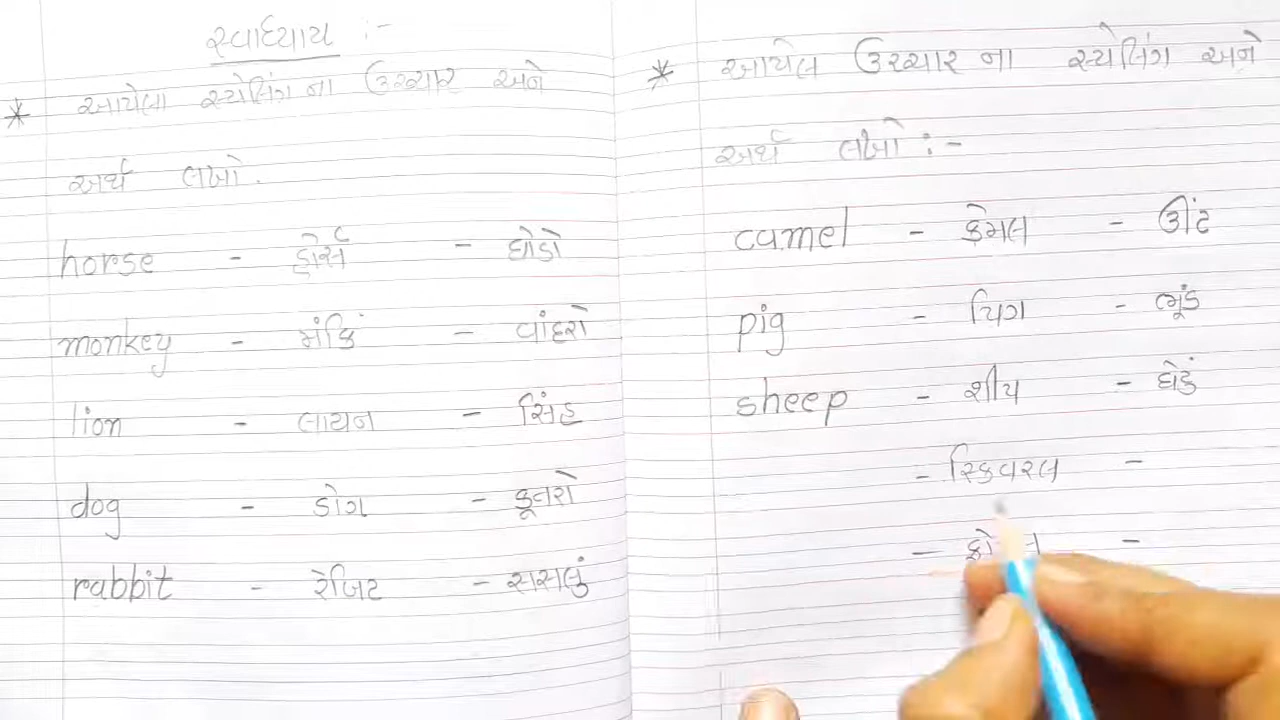 સ્વાધ્યાય :-
* આપેલા સ્પેલિંગ ના ઉચ્ચાર અને
અર્થ લખો.
horse - હોર્સ - ઘોડો
monkey - મંકિં - વાંદરો
lion - લાયન - સિંહ
dog - ડોગ - કૂતરો
rabbit - રેબિટ - સસલું
* આપેલ ઉચ્ચાર ના સ્પેલિંગ અને
અર્થ લખો :-
camel - કેમલ - ઊંટ
pig - પિગ - ભૂંડ
sheep - શીપ - ઘેટું
- સ્કિવરલ -
- -